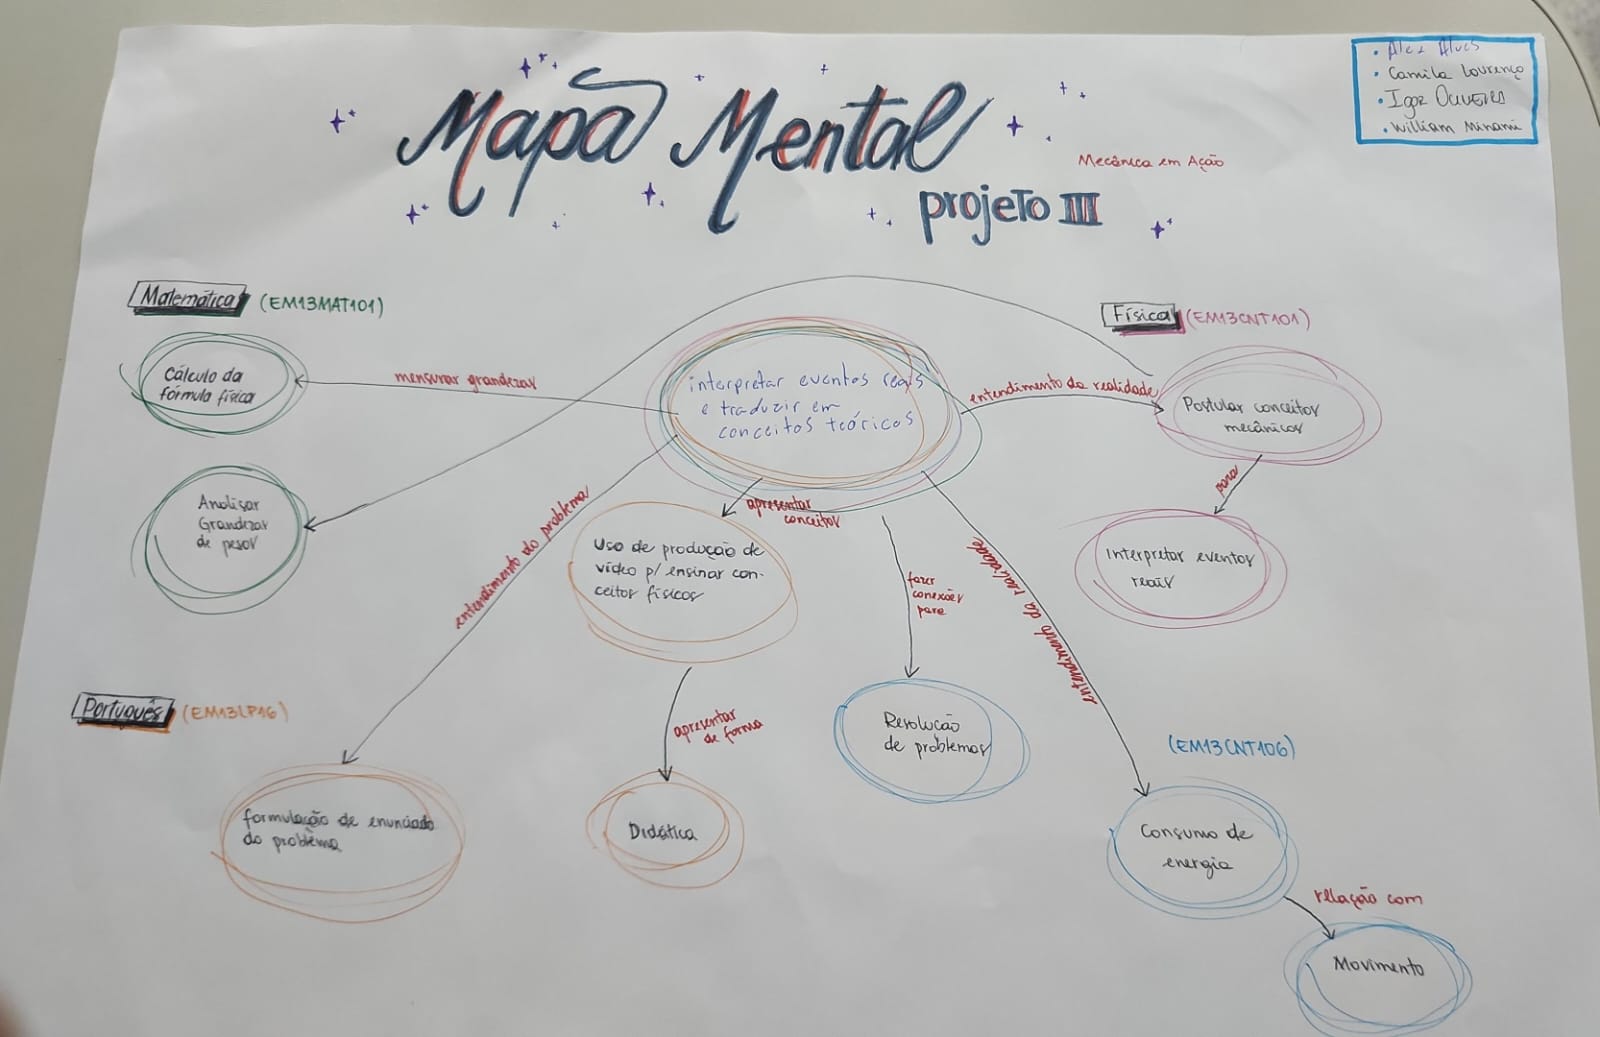 Mapa Mental
projeto III
Mecânica em Ação
• Alex Alves
• Camila Lourenço
• Igor Oliveira
• William Minami
Matemática (EM13MAT101)
Cálculo da
fórmula física
mensurar grandezas
Analisar
Grandezas
de pesos
interpretar eventos reais
e traduzir em
conceitos teóricos
entendimento da realidade
Física (EM13CNT101)
Postular conceitos
mecânicos
para
Interpretar eventos
reais
apresentar
conceitos
Uso de produção de
vídeo p/ ensinar con-
ceitos físicos
apresentar
de forma
Didática
entendimento do problema
Português (EM13LP16)
formulação de enunciado
do problema
fazer
conexões
para
Resolução
de problemas
entendimento da realidade
(EM13CNT106)
Consumo de
energia
relação com
Movimento